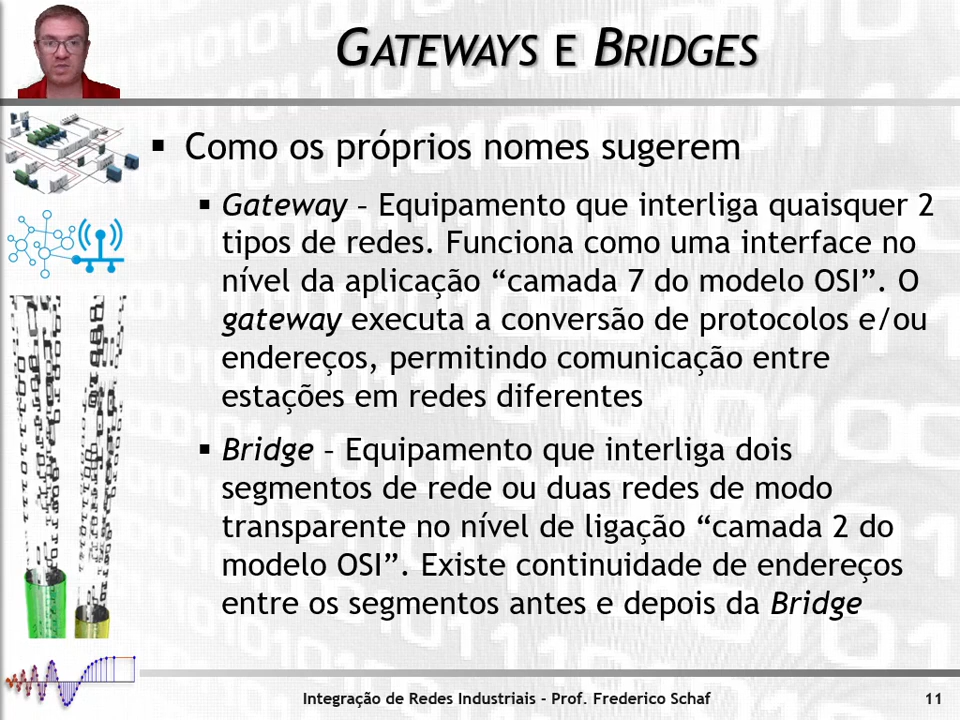 GATEWAYS E BRIDGES
▪ Como os próprios nomes sugerem
▪ Gateway – Equipamento que interliga quaisquer 2
tipos de redes. Funciona como uma interface no
nível da aplicação “camada 7 do modelo OSI”. O
gateway executa a conversão de protocolos e/ou
endereços, permitindo comunicação entre
estações em redes diferentes
▪ Bridge – Equipamento que interliga dois
segmentos de rede ou duas redes de modo
transparente no nível de ligação “camada 2 do
modelo OSI”. Existe continuidade de endereços
entre os segmentos antes e depois da Bridge
Integração de Redes Industriais - Prof. Frederico Schaf
11